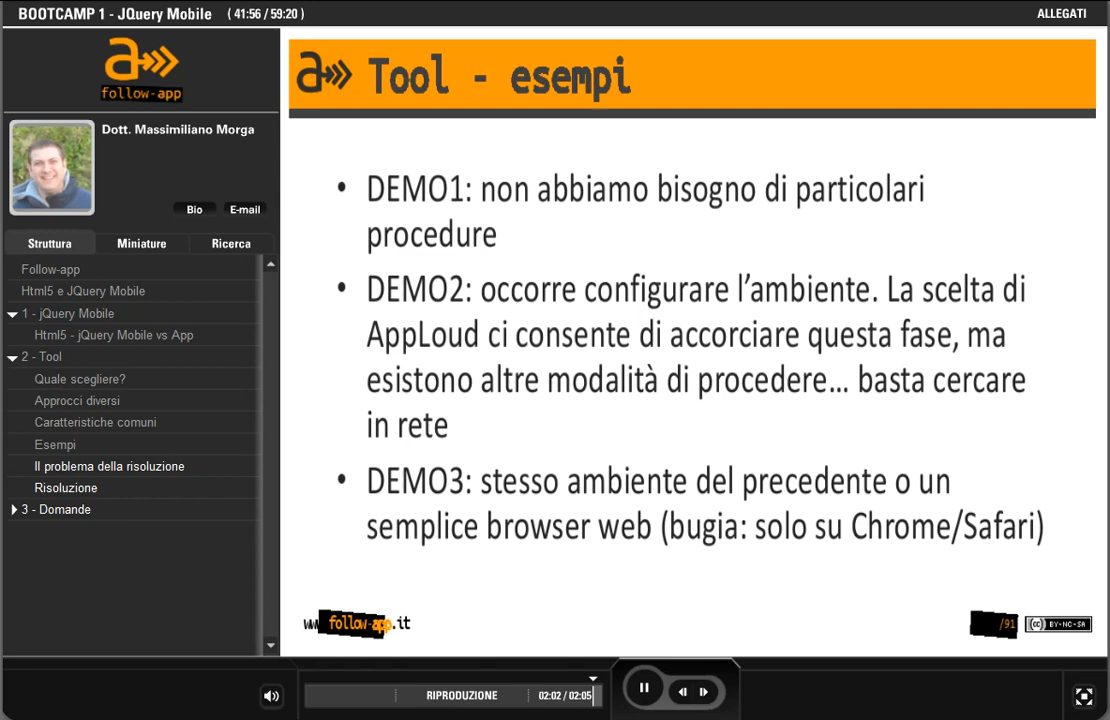 BOOTCAMP 1 - JQuery Mobile ( 41:56 / 59:20 )
ALLEGATI
a
follow-app
Dott. Massimiliano Morga
Bio E-mail
Struttura Miniature Ricerca
Follow-app
Html5 e JQuery Mobile
1 - jQuery Mobile
Html5 - jQuery Mobile vs App
2 - Tool
Quale scegliere?
Approcci diversi
Caratteristiche comuni
Esempi
Il problema della risoluzione
Risoluzione
3 - Domande
a Tool - esempi
• DEMO1: non abbiamo bisogno di particolari
procedure
• DEMO2: occorre configurare l’ambiente. La scelta di
AppLoud ci consente di accorciare questa fase, ma
esistono altre modalità di procedere… basta cercare
in rete
• DEMO3: stesso ambiente del precedente o un
semplice browser web (bugia: solo su Chrome/Safari)
www.follow-app.it
/91
cc BY-NC-SA
RIPRODUZIONE 02:02 / 02:05